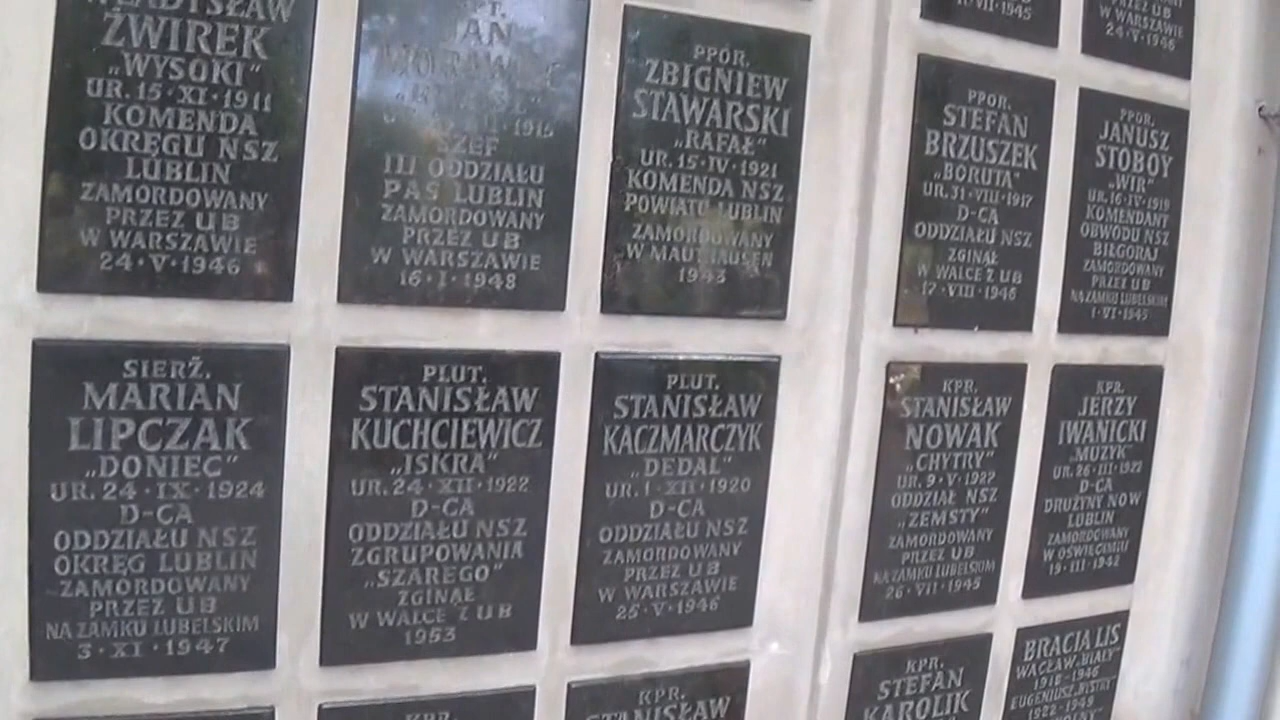 WŁADYSŁAW
ŻWIREK
„WYSOKI"
UR. 15·XI·1911
KOMENDA
OKRĘGU NSZ
LUBLIN
ZAMORDOWANY
PRZEZ UB
W WARSZAWIE
24·V·1946
JAN
1915
SZEF
III ODDZIAŁU
PAS LUBLIN
ZAMORDOWANY
PRZEZ UB
W WARSZAWIE
16·I·1948
PPOR.
ZBIGNIEW
STAWARSKI
„RAFAŁ"
UR. 15·IV·1921
KOMENDA NSZ
POWIATU LUBLIN
ZAMORDOWANY
W MAUTHAUSEN
1943
VII·1945
PRZEZ UB
W WARSZAWIE
24·V·1946
PPOR.
STEFAN
BRZUSZEK
„BORUTA"
UR. 31·VIII·1917
D-CA
ODDZIAŁU NSZ
ZGINĄŁ
W WALCE Z UB
17·VIII·1946
PPOR.
JANUSZ
STOBOY
„WIR"
UR. 16·IV·1919
KOMENDANT
OBWODU NSZ
BIŁGORAJ
ZAMORDOWANY
PRZEZ UB
NA ZAMKU LUBELSKIM
1·VI·1945
SIERŻ.
MARIAN
LIPCZAK
„DONIEC"
UR. 24·IX·1924
D-CA
ODDZIAŁU NSZ
OKRĘG LUBLIN
ZAMORDOWANY
PRZEZ UB
NA ZAMKU LUBELSKIM
3·XI·1947
PLUT.
STANISŁAW
KUCHCIEWICZ
„ISKRA"
UR. 24·XII·1922
D-CA
ODDZIAŁU NSZ
ZGRUPOWANIA
„SZAREGO"
ZGINĄŁ
W WALCE Z UB
1953
PLUT.
STANISŁAW
KACZMARCZYK
„DEDAL"
UR. 1·XII·1920
D-CA
ODDZIAŁU NSZ
ZAMORDOWANY
PRZEZ UB
W WARSZAWIE
25·V·1946
KPR.
STANISŁAW
NOWAK
„CHYTRY"
UR. 9·V·1922
ODDZIAŁ NSZ
„ZEMSTY"
ZAMORDOWANY
PRZEZ UB
NA ZAMKU LUBELSKIM
26·VII·1945
KPR.
JERZY
IWANICKI
„MUZYK"
UR. 26·III·1922
D-CA
DRUŻYNY NOW
LUBLIN
ZAMORDOWANY
W OŚWIĘCIMIU
19·III·1942
KPR.
KPR.
STANISŁAW
KPR.
STEFAN
KAROLIK
BRACIA LIS
WACŁAW „BIAŁY"
1918-1946
EUGENIUSZ „BYSTRY"